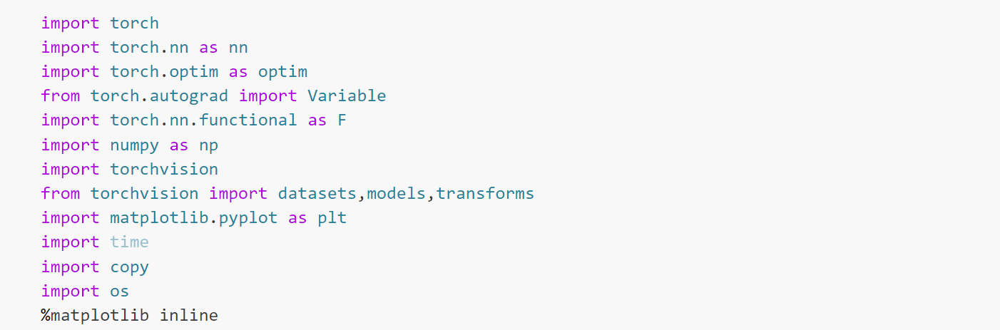 import torch
import torch.nn as nn
import torch.optim as optim
from torch.autograd import Variable
import torch.nn.functional as F
import numpy as np
import torchvision
from torchvision import datasets,models,transforms
import matplotlib.pyplot as plt
import time
import copy
import os
%matplotlib inline